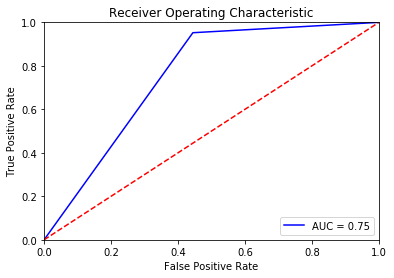 Receiver Operating Characteristic
True Positive Rate
1.0
0.8
0.6
0.4
0.2
0.0
AUC = 0.75
0.0 0.2 0.4 0.6 0.8 1.0
False Positive Rate